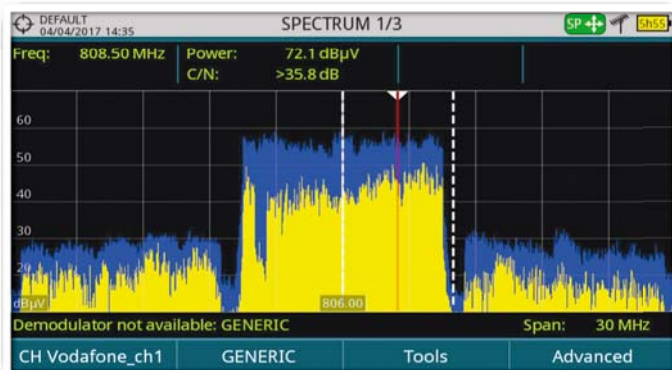 DEFAULT
04/04/2017 14:35
SPECTRUM 1/3
SP
5h55
Freq: 808.50 MHz
Power: 72.1 dBµV
C/N: >35.8 dB
60
50
40
30
20
dBµV
806.00
Demodulator not available: GENERIC
Span: 30 MHz
CH Vodafone_ch1
GENERIC
Tools
Advanced